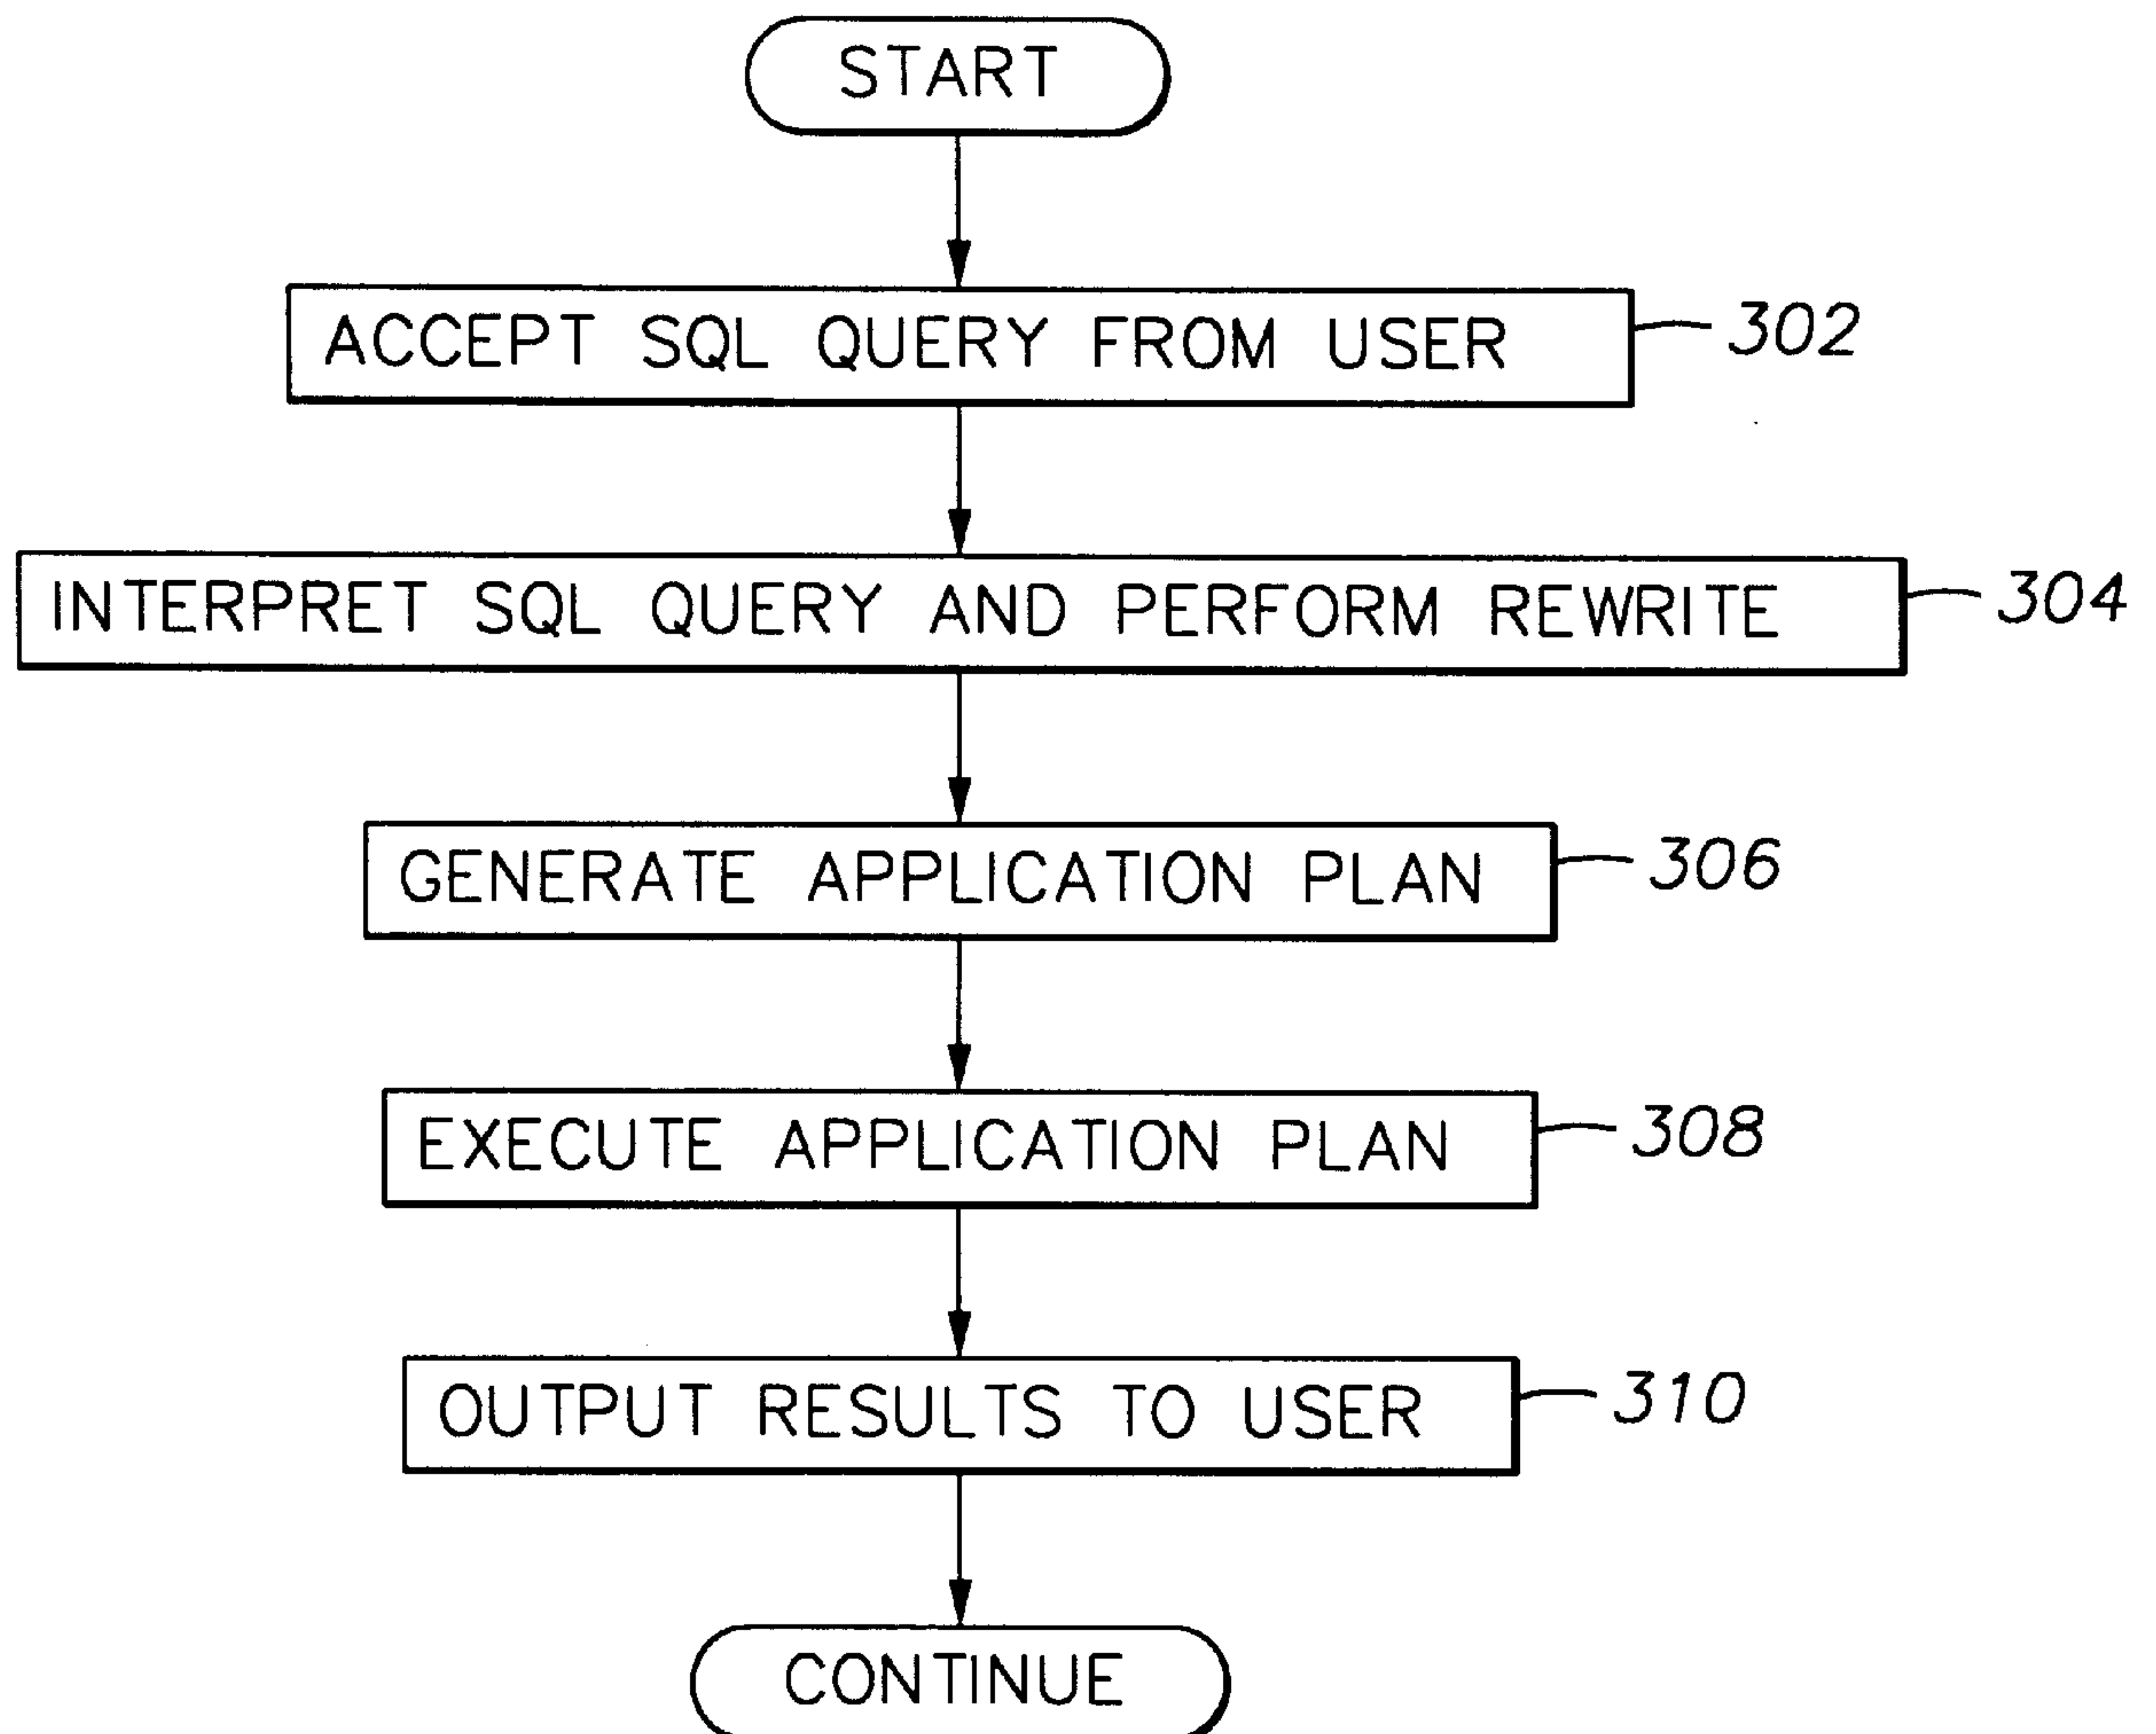 START
ACCEPT SQL QUERY FROM USER
302
INTERPRET SQL QUERY AND PERFORM REWRITE
304
GENERATE APPLICATION PLAN
306
EXECUTE APPLICATION PLAN
308
OUTPUT RESULTS TO USER
310
CONTINUE